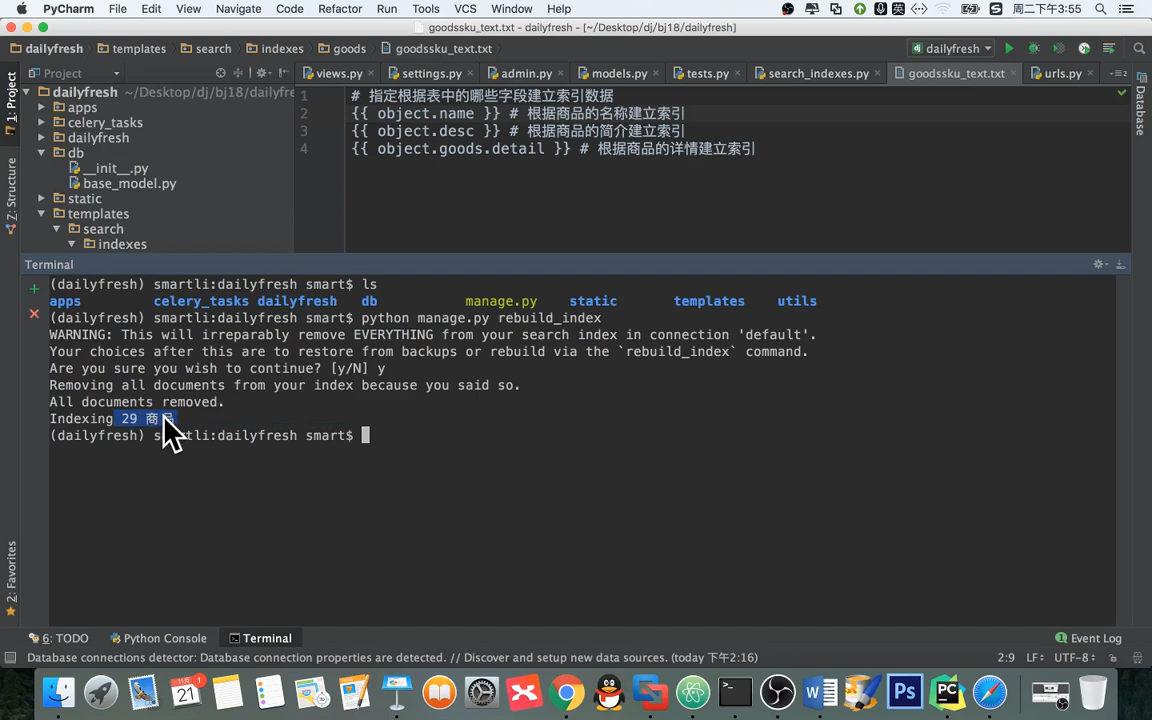 PyCharm File Edit View Navigate Code Refactor Run Tools VCS Window Help 周二下午3:55
goodssku_text.txt - dailyfresh - [~/Desktop/dj/bj18/dailyfresh]
dailyfresh templates search indexes goods goodssku_text.txt dailyfresh
Project views.py settings.py admin.py models.py tests.py search_indexes.py goodssku_text.txt urls.py
1: Project
Z: Structure
2: Favorites
Database
dailyfresh ~/Desktop/dj/bj18/dailyfre
apps
celery_tasks
dailyfresh
db
__init__.py
base_model.py
static
templates
search
indexes
1 # 指定根据表中的哪些字段建立索引数据
2 {{ object.name }} # 根据商品的名称建立索引
3 {{ object.desc }} # 根据商品的简介建立索引
4 {{ object.goods.detail }} # 根据商品的详情建立索引
Terminal
(dailyfresh) smartli:dailyfresh smart$ ls
apps celery_tasks dailyfresh db manage.py static templates utils
(dailyfresh) smartli:dailyfresh smart$ python manage.py rebuild_index
WARNING: This will irreparably remove EVERYTHING from your search index in connection 'default'.
Your choices after this are to restore from backups or rebuild via the `rebuild_index` command.
Are you sure you wish to continue? [y/N] y
Removing all documents from your index because you said so.
All documents removed.
Indexing 29 商品
(dailyfresh) smartli:dailyfresh smart$
6: TODO Python Console Terminal 1 Event Log
Database connections detector: Database connection properties are detected. // Discover and setup new data sources. (today 下午2:16) 2:9 LF UTF-8